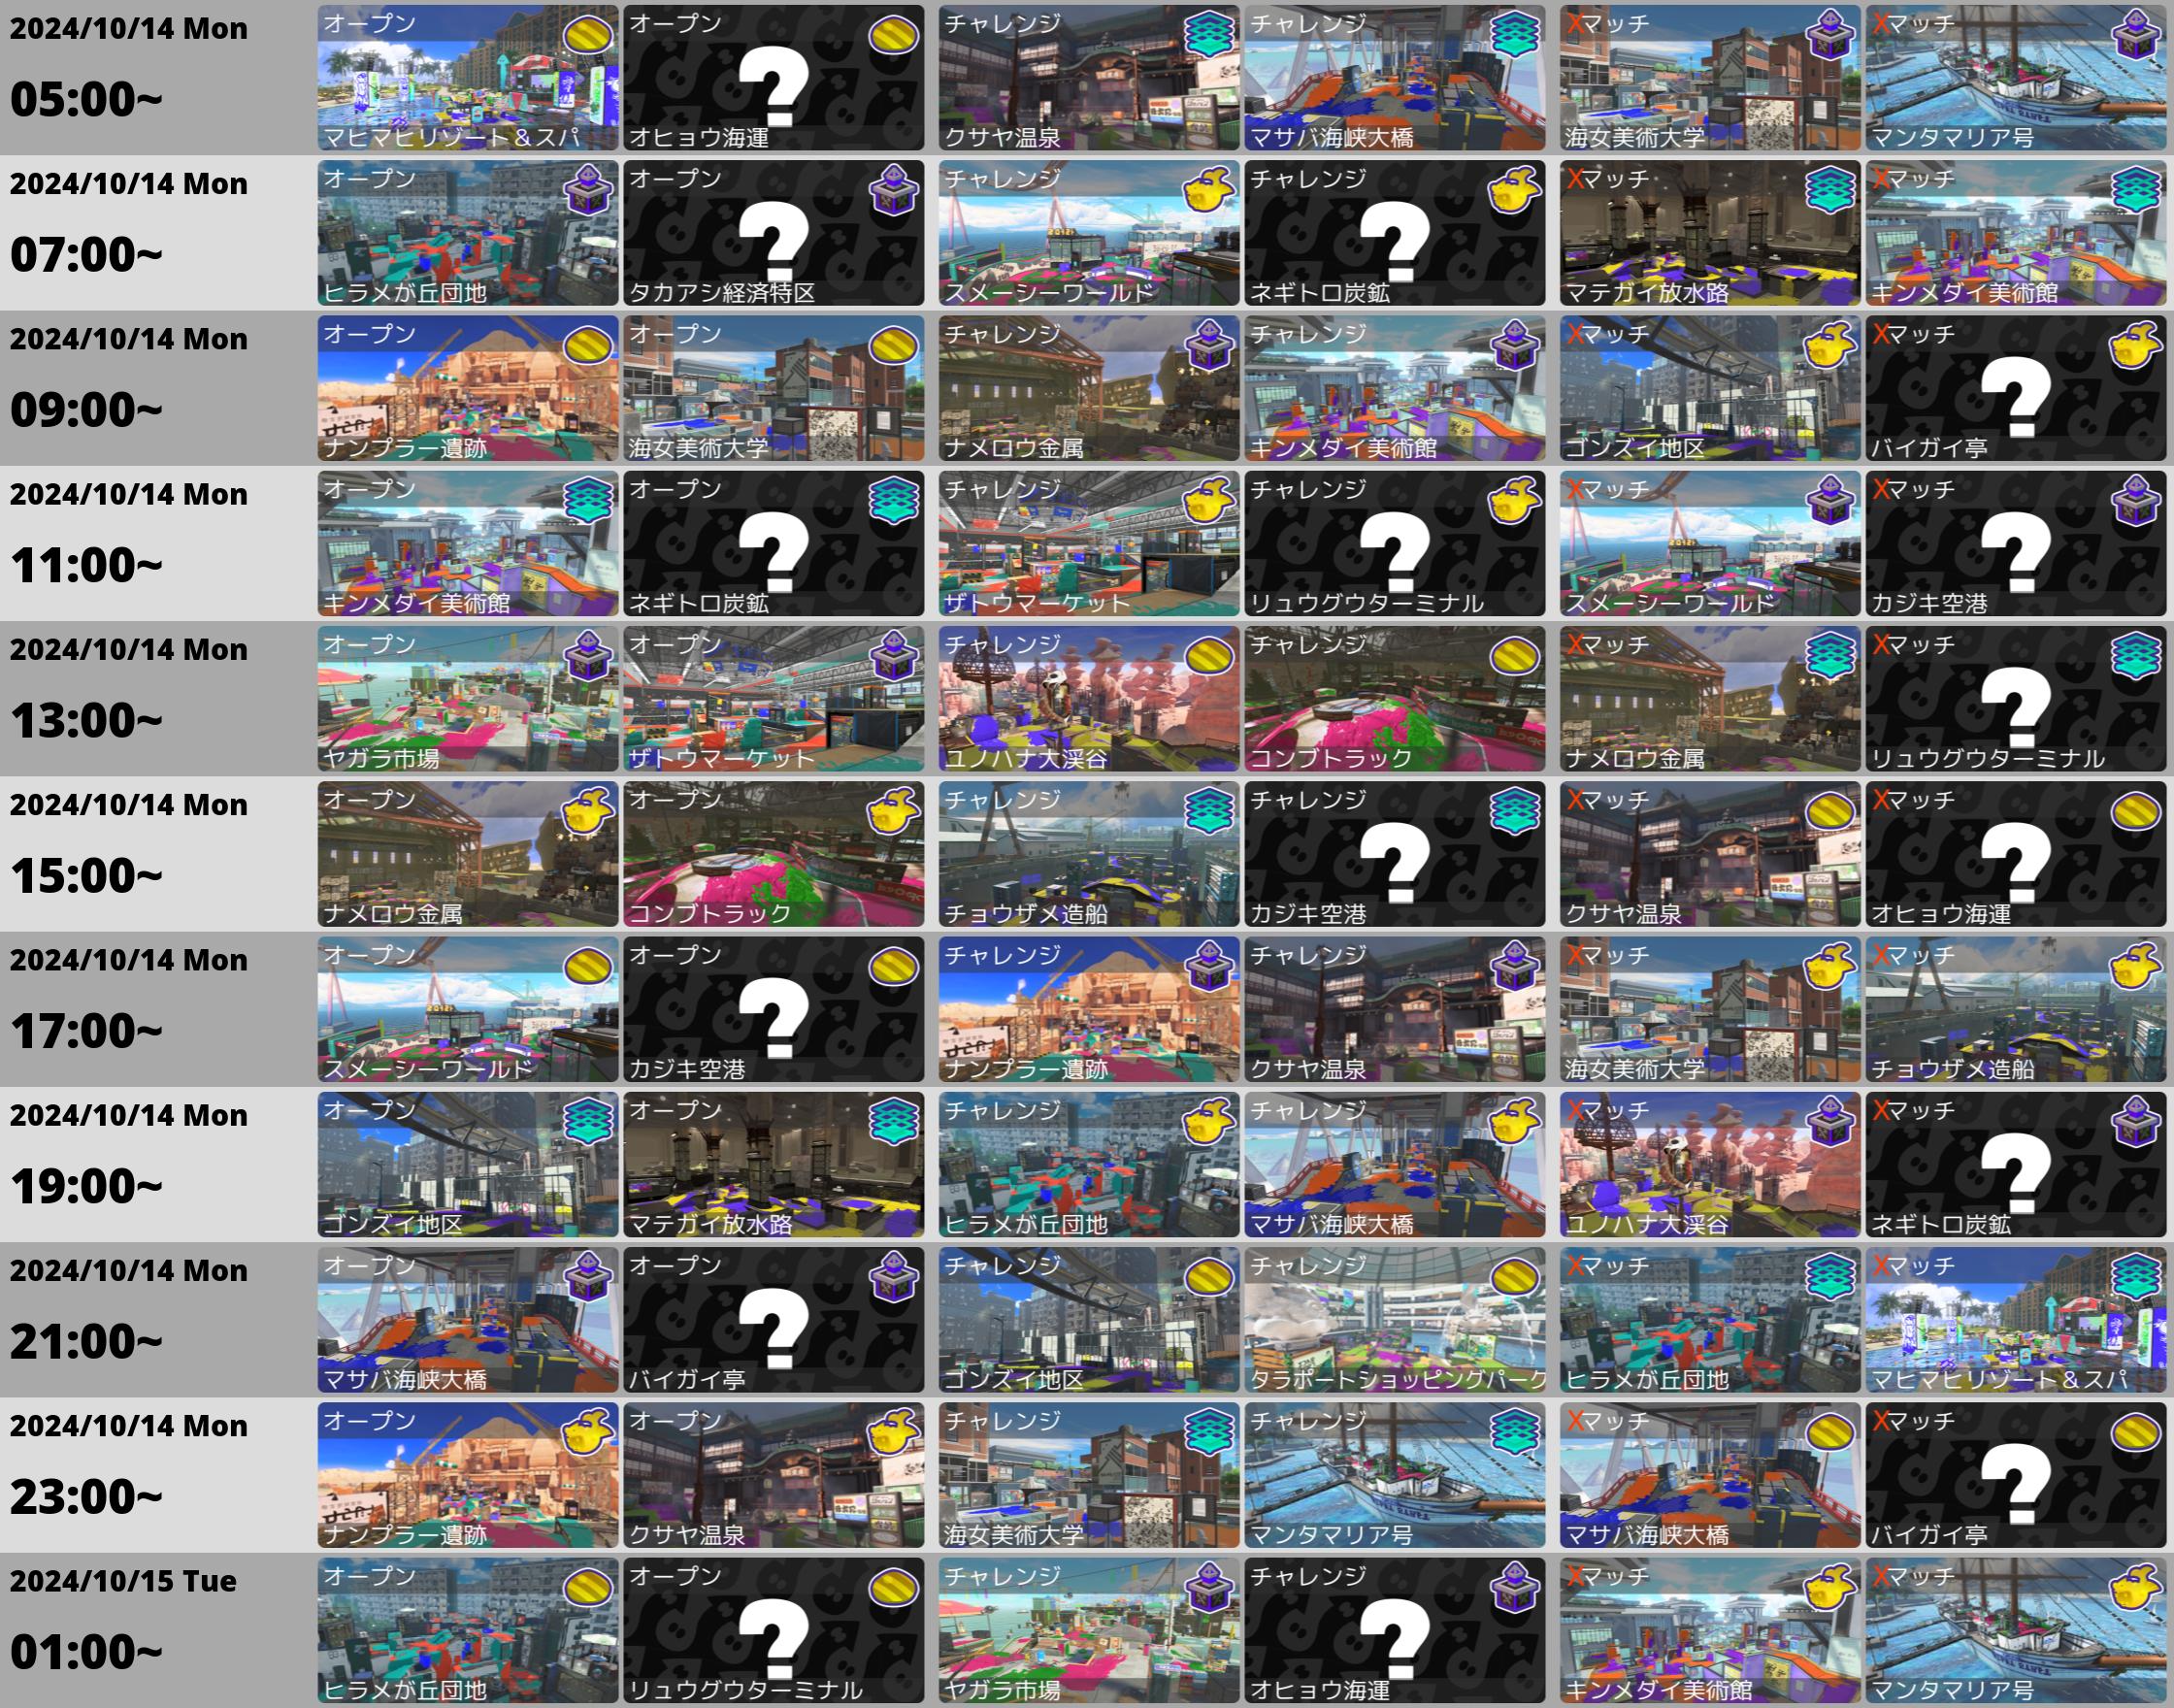 2024/10/14 Mon
05:00~
オープン
マヒマヒリゾート＆スパ
オープン
?
オヒョウ海運
チャレンジ
クサヤ温泉
チャレンジ
マサバ海峡大橋
Xマッチ
海女美術大学
Xマッチ
マンタマリア号
2024/10/14 Mon
07:00~
オープン
ヒラメが丘団地
オープン
?
タカアシ経済特区
チャレンジ
スメーシーワールド
チャレンジ
?
ネギトロ炭鉱
Xマッチ
マテガイ放水路
Xマッチ
キンメダイ美術館
2024/10/14 Mon
09:00~
オープン
ナンプラー遺跡
オープン
海女美術大学
チャレンジ
ナメロウ金属
チャレンジ
キンメダイ美術館
Xマッチ
ゴンズイ地区
Xマッチ
?
バイガイ亭
2024/10/14 Mon
11:00~
オープン
キンメダイ美術館
オープン
?
ネギトロ炭鉱
チャレンジ
ザトウマーケット
チャレンジ
?
リュウグウターミナル
Xマッチ
スメーシーワールド
Xマッチ
?
カジキ空港
2024/10/14 Mon
13:00~
オープン
ヤガラ市場
オープン
ザトウマーケット
チャレンジ
ユノハナ大渓谷
チャレンジ
コンブトラック
Xマッチ
ナメロウ金属
Xマッチ
?
リュウグウターミナル
2024/10/14 Mon
15:00~
オープン
ナメロウ金属
オープン
コンブトラック
チャレンジ
チョウザメ造船
チャレンジ
?
カジキ空港
Xマッチ
クサヤ温泉
Xマッチ
?
オヒョウ海運
2024/10/14 Mon
17:00~
オープン
スメーシーワールド
オープン
?
カジキ空港
チャレンジ
ナンプラー遺跡
チャレンジ
クサヤ温泉
Xマッチ
海女美術大学
Xマッチ
チョウザメ造船
2024/10/14 Mon
19:00~
オープン
ゴンズイ地区
オープン
マテガイ放水路
チャレンジ
ヒラメが丘団地
チャレンジ
マサバ海峡大橋
Xマッチ
ユノハナ大渓谷
Xマッチ
?
ネギトロ炭鉱
2024/10/14 Mon
21:00~
オープン
マサバ海峡大橋
オープン
?
バイガイ亭
チャレンジ
ゴンズイ地区
チャレンジ
タラポートショッピングパーク
Xマッチ
ヒラメが丘団地
Xマッチ
マヒマヒリゾート＆スパ
2024/10/14 Mon
23:00~
オープン
ナンプラー遺跡
オープン
クサヤ温泉
チャレンジ
海女美術大学
チャレンジ
マンタマリア号
Xマッチ
マサバ海峡大橋
Xマッチ
?
バイガイ亭
2024/10/15 Tue
01:00~
オープン
ヒラメが丘団地
オープン
?
リュウグウターミナル
チャレンジ
ヤガラ市場
チャレンジ
?
オヒョウ海運
Xマッチ
キンメダイ美術館
Xマッチ
マンタマリア号